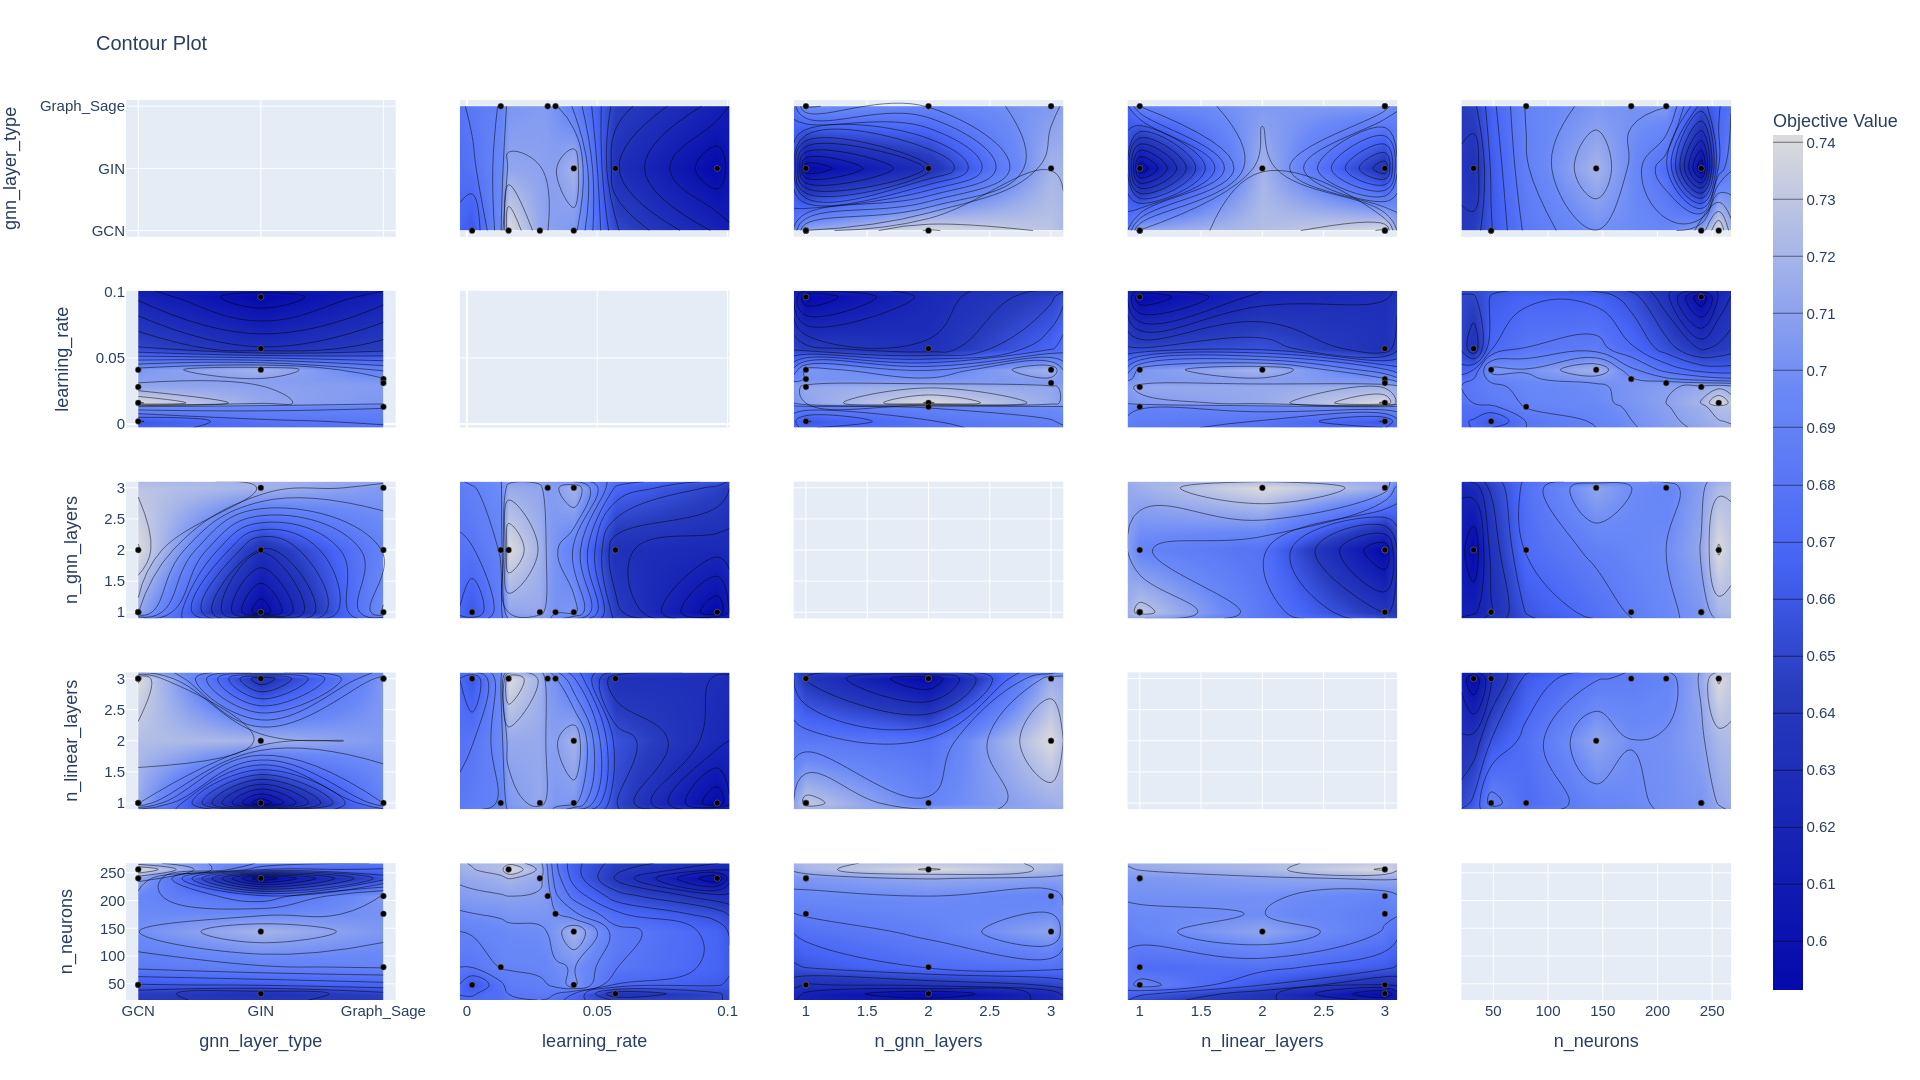 Contour Plot
Objective Value
gnn_layer_type
Graph_Sage
GIN
GCN
learning_rate
0.1
0.05
0
n_gnn_layers
3
2.5
2
1.5
1
n_linear_layers
3
2.5
2
1.5
1
n_neurons
250
200
150
100
50
GCN GIN Graph_Sage
0 0.05 0.1
1 1.5 2 2.5 3
1 1.5 2 2.5 3
50 100 150 200 250
gnn_layer_type
learning_rate
n_gnn_layers
n_linear_layers
n_neurons
0.74
0.73
0.72
0.71
0.7
0.69
0.68
0.67
0.66
0.65
0.64
0.63
0.62
0.61
0.6